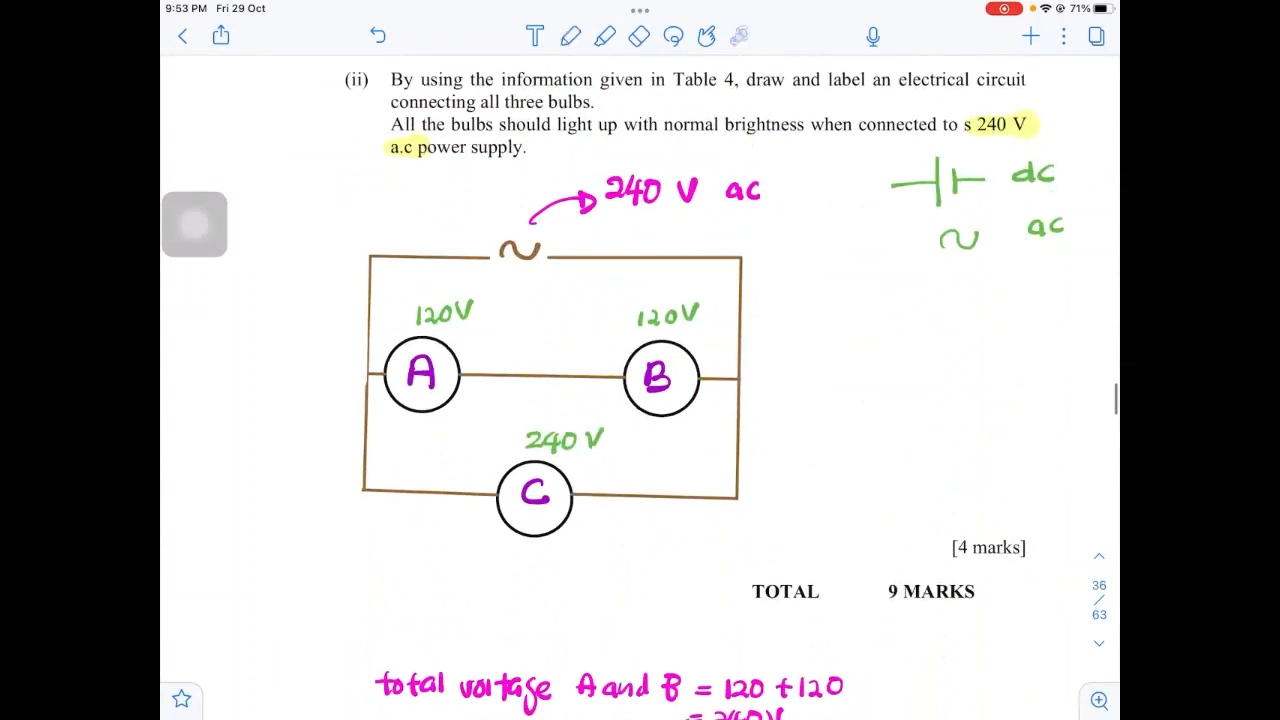 9:53 PM Fri 29 Oct
71%
(ii) By using the information given in Table 4, draw and label an electrical circuit
connecting all three bulbs.
All the bulbs should light up with normal brightness when connected to s 240 V
a.c power supply.
240 V ac
dc
ac
120V 120V
A B
240 V
C
[4 marks]
TOTAL 9 MARKS
36
/
63
total voltage A and B = 120 + 120
= 240V